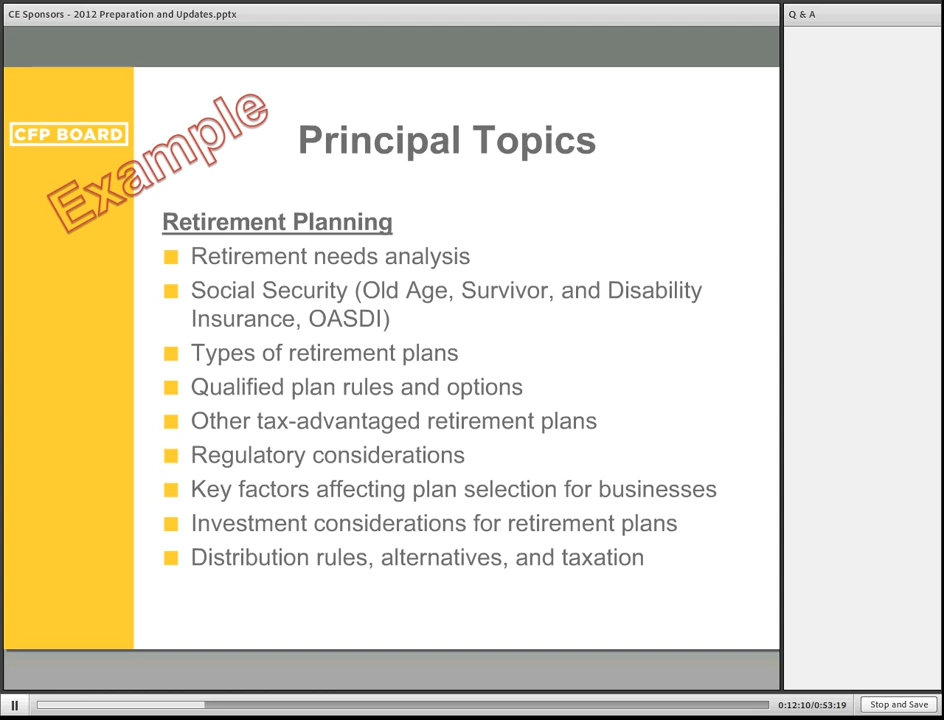 CE Sponsors - 2012 Preparation and Updates.pptx
Q & A
CFP BOARD
Example
Principal Topics
Retirement Planning
Retirement needs analysis
Social Security (Old Age, Survivor, and Disability
Insurance, OASDI)
Types of retirement plans
Qualified plan rules and options
Other tax-advantaged retirement plans
Regulatory considerations
Key factors affecting plan selection for businesses
Investment considerations for retirement plans
Distribution rules, alternatives, and taxation
0:12:10/0:53:19
Stop and Save